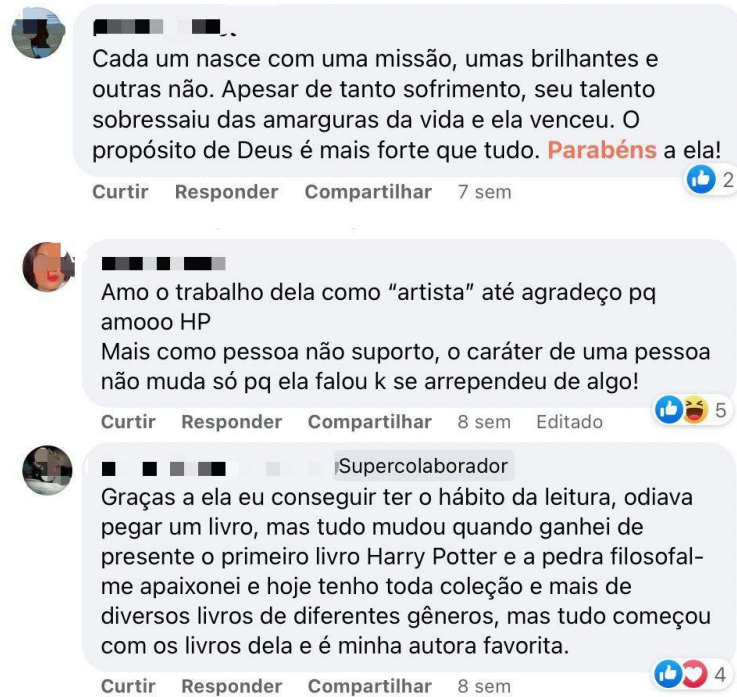 Cada um nasce com uma missão, umas brilhantes e
outras não. Apesar de tanto sofrimento, seu talento
sobressaiu das amarguras da vida e ela venceu. O
propósito de Deus é mais forte que tudo. Parabéns a ela!
Curtir Responder Compartilhar 7 sem 2
Amo o trabalho dela como “artista” até agradeço pq
amooo HP
Mais como pessoa não suporto, o caráter de uma pessoa
não muda só pq ela falou k se arrependeu de algo!
Curtir Responder Compartilhar 8 sem Editado 5
Supercolaborador
Graças a ela eu conseguir ter o hábito da leitura, odiava
pegar um livro, mas tudo mudou quando ganhei de
presente o primeiro livro Harry Potter e a pedra filosofal-
me apaixonei e hoje tenho toda coleção e mais de
diversos livros de diferentes gêneros, mas tudo começou
com os livros dela e é minha autora favorita.
Curtir Responder Compartilhar 8 sem 4